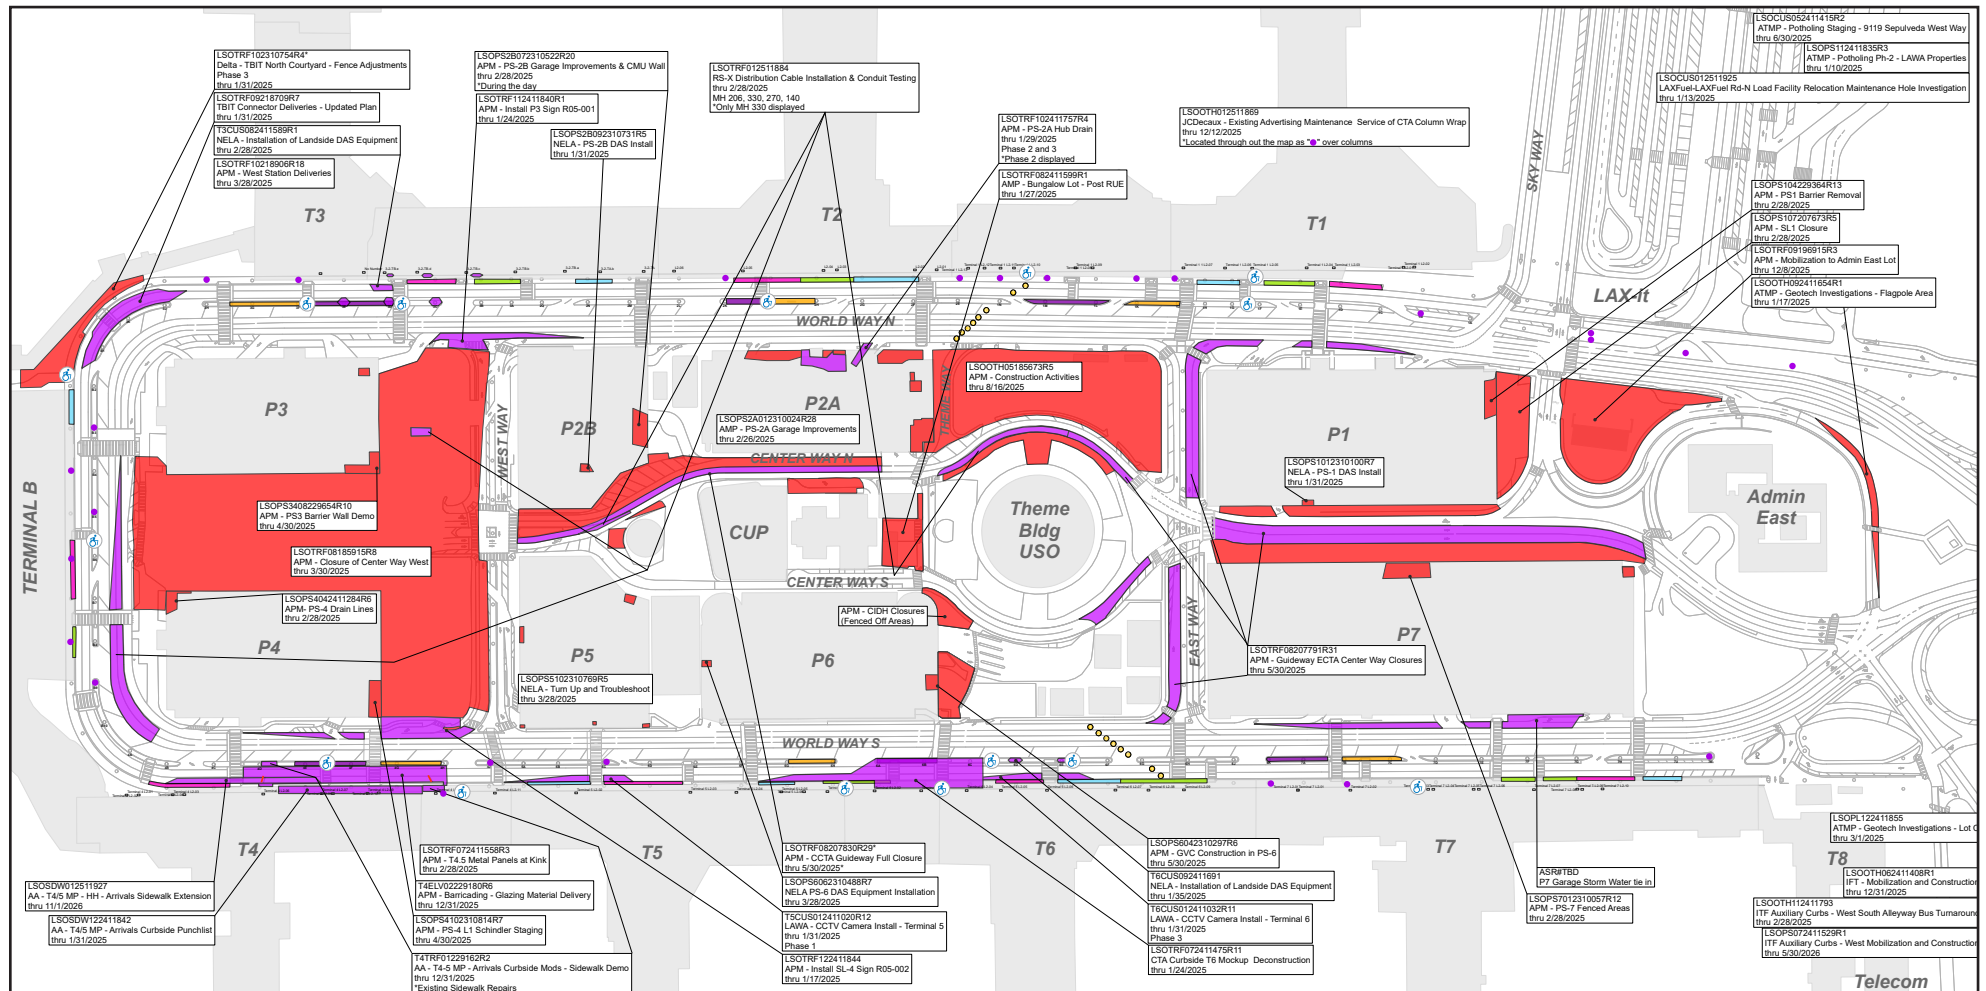 LSOTRF102310754R4*
Delta - TBIT North Courtyard - Fence Adjustments
Phase 3
thru 1/31/2025
LSOTRF09218709R7
TBIT Connector Deliveries - Updated Plan
thru 1/31/2025
T3CUS082411589R1
NELA - Installation of Landside DAS Equipment
thru 2/28/2025
LSOTRF10218906R18
APM - West Station Deliveries
thru 3/28/2025
LSOPS2B072310522R20
APM - PS-2B Garage Improvements & CMU Wall
thru 2/28/2025
*During the day
LSOTRF112411840R1
APM - Install P3 Sign R05-001
thru 1/24/2025
LSOPS2B092310731R5
NELA - PS-2B DAS Install
thru 1/31/2025
LSOTRF012511884
RS-X Distribution Cable Installation & Conduit Testing
thru 2/28/2025
MH 206, 330, 270, 140
*Only MH 330 displayed
LSOTRF102411757R4
APM - PS-2A Hub Drain
thru 1/29/2025
Phase 2 and 3
*Phase 2 displayed
LSOTRF082411599R1
AMP - Bungalow Lot - Post RUE
thru 1/27/2025
LSOOTH012511869
JCDecaux - Existing Advertising Maintenance Service of CTA Column Wrap
thru 12/12/2025
*Located through out the map as "●" over columns
LSOCUS052411415R2
ATMP - Potholing Staging - 9119 Sepulveda West Way
thru 6/30/2025
LSOPS112411835R3
ATMP - Potholing Ph-2 - LAWA Properties
thru 1/10/2025
LSOCUS012511925
LAXFuel-LAXFuel Rd-N Load Facility Relocation Maintenance Hole Investigation
thru 1/13/2025
LSOPS104229364R13
APM - PS1 Barrier Removal
thru 2/28/2025
LSOPS107207673R5
APM - SL1 Closure
thru 2/28/2025
LSOTRF09196915R3
APM - Mobilization to Admin East Lot
thru 12/8/2025
LSOOTH092411654R1
ATMP - Geotech Investigations - Flagpole Area
thru 1/17/2025
T3
T2
T1
SKY WAY
LAX-it
WORLD WAY N
P3
WEST WAY
P2B
P2A
THEME WAY
LSOOTH05185673R5
APM - Construction Activities
thru 8/16/2025
LSOPS2A012310024R28
AMP - PS-2A Garage Improvements
thru 2/26/2025
CENTER WAY N
P1
LSOPS1012310100R7
NELA - PS-1 DAS Install
thru 1/31/2025
TERMINAL B
LSOPS3408229654R10
APM - PS3 Barrier Wall Demo
thru 4/30/2025
LSOTRF08185915R8
APM - Closure of Center Way West
thru 3/30/2025
CUP
Theme
Bldg
USO
Admin
East
CENTER WAY S
LSOPS4042411284R6
APM- PS-4 Drain Lines
thru 2/28/2025
APM - CIDH Closures
(Fenced Off Areas)
P4
P5
P6
EAST WAY
P7
LSOTRF08207791R31
APM - Guideway ECTA Center Way Closures
thru 5/30/2025
LSOPS5102310769R5
NELA - Turn Up and Troubleshoot
thru 3/28/2025
WORLD WAY S
T4
T5
T6
T7
T8
LSOSDW012511927
AA - T4/5 MP - HH - Arrivals Sidewalk Extension
thru 11/1/2026
LSOSDW122411842
AA - T4/5 MP - Arrivals Curbside Punchlist
thru 1/31/2025
LSOTRF072411558R3
APM - T4.5 Metal Panels at Kink
thru 2/28/2025
T4ELV02229180R6
APM - Barricading - Glazing Material Delivery
thru 12/31/2025
LSOPS4102310814R7
APM - PS-4 L1 Schindler Staging
thru 4/30/2025
T4TRF01229162R2
AA - T4-5 MP - Arrivals Curbside Mods - Sidewalk Demo
thru 12/31/2025
*Existing Sidewalk Repairs
LSOTRF08207830R29*
APM - CCTA Guideway Full Closure
thru 5/30/2025*
LSOPS6062310488R7
NELA PS-6 DAS Equipment Installation
thru 3/28/2025
T5CUS012411020R12
LAWA - CCTV Camera Install - Terminal 5
thru 1/31/2025
Phase 1
LSOTRF122411844
APM - Install SL-4 Sign R05-002
thru 1/17/2025
LSOPS6042310297R6
APM - GVC Construction in PS-6
thru 5/30/2025
T6CUS092411691
NELA - Installation of Landside DAS Equipment
thru 1/35/2025
T6CUS012411032R11
LAWA - CCTV Camera Install - Terminal 6
thru 1/31/2025
Phase 3
LSOTRF072411475R11
CTA Curbside T6 Mockup Deconstruction
thru 1/24/2025
ASR#TBD
P7 Garage Storm Water tie in
LSOPS7012310057R12
APM - PS-7 Fenced Areas
thru 2/28/2025
LSOPL122411855
ATMP - Geotech Investigations - Lot C
thru 3/1/2025
LSOOTH062411408R1
IFT - Mobilization and Construction
thru 12/31/2025
LSOOTH112411793
ITF Auxiliary Curbs - West South Alleyway Bus Turnaroun
thru 2/28/2025
LSOPS072411529R1
ITF Auxiliary Curbs - West Mobilization and Construction
thru 5/30/2026
Telecom